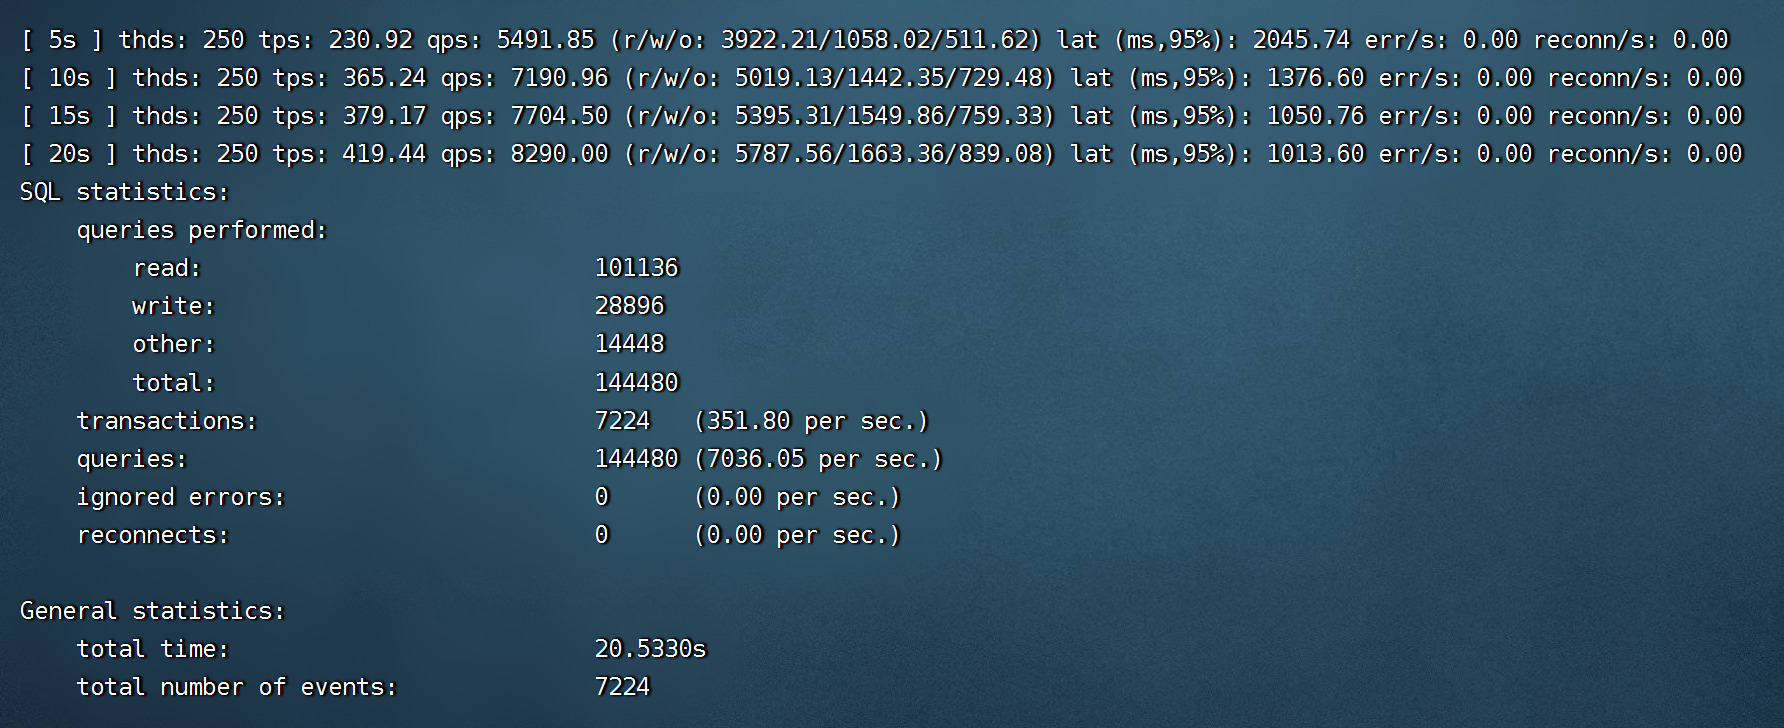 [ 5s ] thds: 250 tps: 230.92 qps: 5491.85 (r/w/o: 3922.21/1058.02/511.62) lat (ms,95%): 2045.74 err/s: 0.00 reconn/s: 0.00
[ 10s ] thds: 250 tps: 365.24 qps: 7190.96 (r/w/o: 5019.13/1442.35/729.48) lat (ms,95%): 1376.60 err/s: 0.00 reconn/s: 0.00
[ 15s ] thds: 250 tps: 379.17 qps: 7704.50 (r/w/o: 5395.31/1549.86/759.33) lat (ms,95%): 1050.76 err/s: 0.00 reconn/s: 0.00
[ 20s ] thds: 250 tps: 419.44 qps: 8290.00 (r/w/o: 5787.56/1663.36/839.08) lat (ms,95%): 1013.60 err/s: 0.00 reconn/s: 0.00
SQL statistics:
    queries performed:
        read:                            101136
        write:                           28896
        other:                           14448
        total:                           144480
    transactions:                        7224   (351.80 per sec.)
    queries:                             144480 (7036.05 per sec.)
    ignored errors:                      0      (0.00 per sec.)
    reconnects:                          0      (0.00 per sec.)

General statistics:
    total time:                          20.5330s
    total number of events:              7224